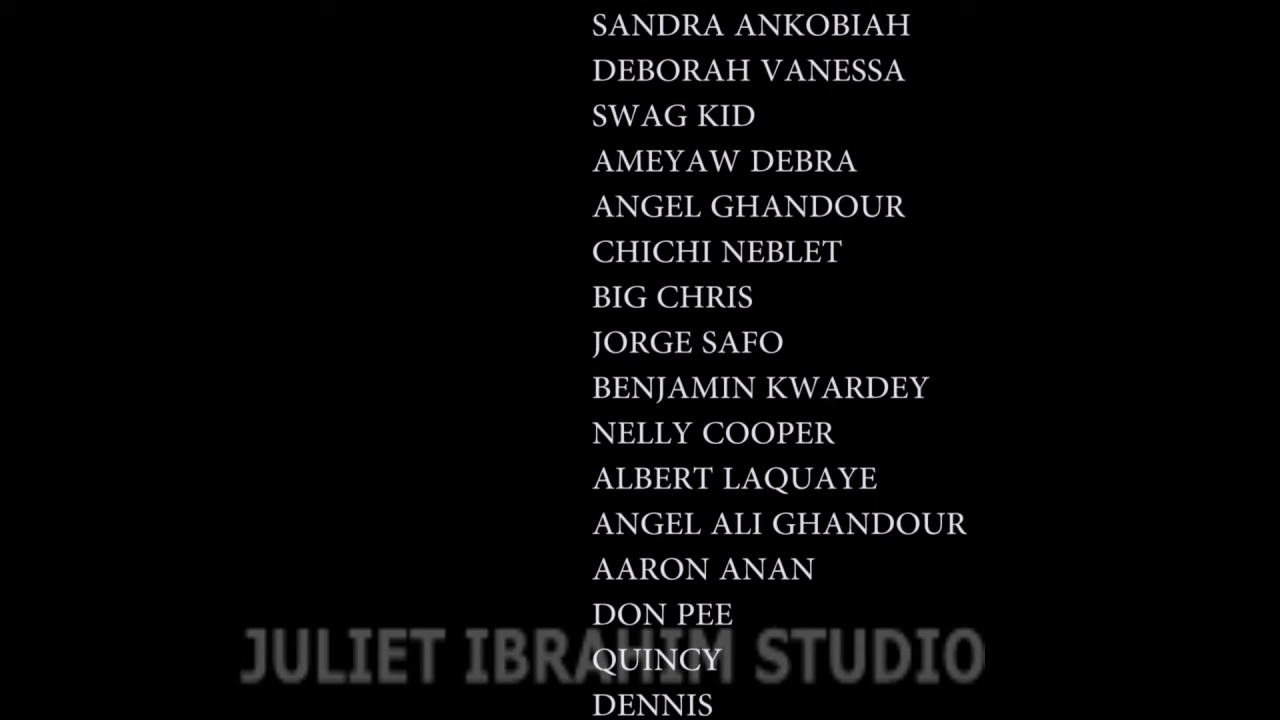 SANDRA ANKOBIAH
DEBORAH VANESSA
SWAG KID
AMEYAW DEBRA
ANGEL GHANDOUR
CHICHI NEBLET
BIG CHRIS
JORGE SAFO
BENJAMIN KWARDEY
NELLY COOPER
ALBERT LAQUAYE
ANGEL ALI GHANDOUR
AARON ANAN
DON PEE
JULIET IBRAHIM STUDIO
QUINCY
DENNIS